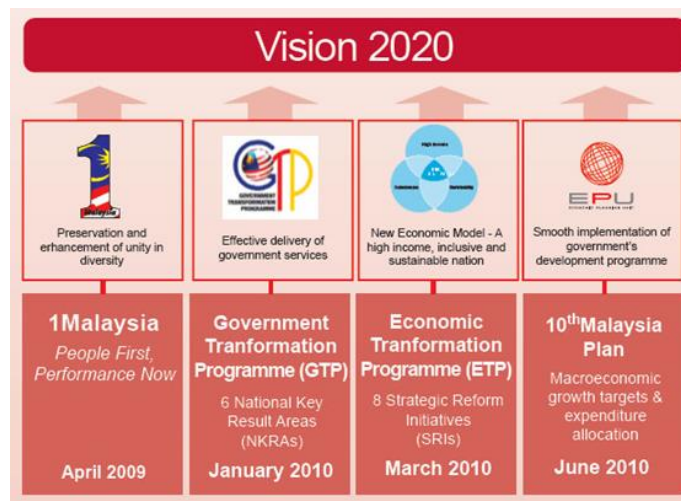 Vision 2020
1
Malaysia
Preservation and
enhancement of unity in
diversity
GTP
GOVERNMENT
TRANSFORMATION
PROGRAMME
Effective delivery of
government services
High Income
New Economic Model - A
high income, inclusive and
sustainable nation
EPU
Smooth implementation of
government's
development programme
1Malaysia
People First,
Performance Now
April 2009
Government
Tranformation
Programme (GTP)
6 National Key
Result Areas
(NKRAs)
January 2010
Economic
Tranformation
Programme (ETP)
8 Strategic Reform
Initiatives
(SRIs)
March 2010
10thMalaysia
Plan
Macroeconomic
growth targets &
expenditure
allocation
June 2010